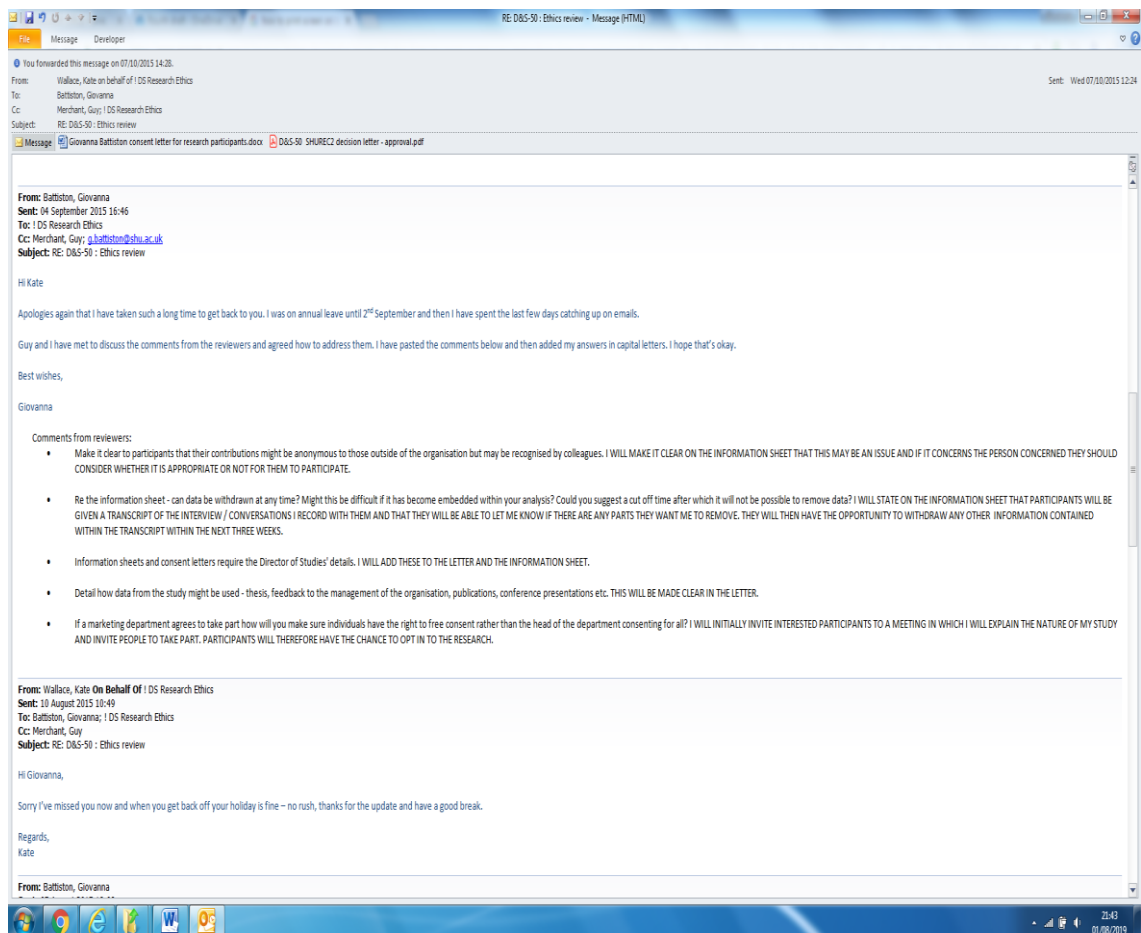 RE: D&S-50 : Ethics review - Message (HTML)
File Message Developer
You forwarded this message on 07/10/2015 14:28.
From: Wallace, Kate on behalf of ! DS Research Ethics Sent: Wed 07/10/2015 12:24
To: Battiston, Giovanna
Cc: Merchant, Guy; ! DS Research Ethics
Subject: RE: D&S-50 : Ethics review
Message Giovanna Battiston consent letter for research participants.docx D&S-50 SHUREC2 decision letter - approval.pdf
From: Battiston, Giovanna
Sent: 04 September 2015 16:46
To: ! DS Research Ethics
Cc: Merchant, Guy; g.battiston@shu.ac.uk
Subject: RE: D&S-50 : Ethics review
Hi Kate
Apologies again that I have taken such a long time to get back to you. I was on annual leave until 2nd September and then I have spent the last few days catching up on emails.
Guy and I have met to discuss the comments from the reviewers and agreed how to address them. I have pasted the comments below and then added my answers in capital letters. I hope that's okay.
Best wishes,
Giovanna
Comments from reviewers:
• Make it clear to participants that their contributions might be anonymous to those outside of the organisation but may be recognised by colleagues. I WILL MAKE IT CLEAR ON THE INFORMATION SHEET THAT THIS MAY BE AN ISSUE AND IF IT CONCERNS THE PERSON CONCERNED THEY SHOULD
CONSIDER WHETHER IT IS APPROPRIATE OR NOT FOR THEM TO PARTICIPATE.
• Re the information sheet - can data be withdrawn at any time? Might this be difficult if it has become embedded within your analysis? Could you suggest a cut off time after which it will not be possible to remove data? I WILL STATE ON THE INFORMATION SHEET THAT PARTICIPANTS WILL BE
GIVEN A TRANSCRIPT OF THE INTERVIEW / CONVERSATIONS I RECORD WITH THEM AND THAT THEY WILL BE ABLE TO LET ME KNOW IF THERE ARE ANY PARTS THEY WANT ME TO REMOVE. THEY WILL THEN HAVE THE OPPORTUNITY TO WITHDRAW ANY OTHER INFORMATION CONTAINED
WITHIN THE TRANSCRIPT WITHIN THE NEXT THREE WEEKS.
• Information sheets and consent letters require the Director of Studies' details. I WILL ADD THESE TO THE LETTER AND THE INFORMATION SHEET.
• Detail how data from the study might be used - thesis, feedback to the management of the organisation, publications, conference presentations etc. THIS WILL BE MADE CLEAR IN THE LETTER.
• If a marketing department agrees to take part how will you make sure individuals have the right to free consent rather than the head of the department consenting for all? I WILL INITIALLY INVITE INTERESTED PARTICIPANTS TO A MEETING IN WHICH I WILL EXPLAIN THE NATURE OF MY STUDY
AND INVITE PEOPLE TO TAKE PART. PARTICIPANTS WILL THEREFORE HAVE THE CHANCE TO OPT IN TO THE RESEARCH.
From: Wallace, Kate On Behalf Of ! DS Research Ethics
Sent: 10 August 2015 10:49
To: Battiston, Giovanna; ! DS Research Ethics
Cc: Merchant, Guy
Subject: RE: D&S-50 : Ethics review
Hi Giovanna,
Sorry I've missed you now and when you get back off your holiday is fine – no rush, thanks for the update and have a good break.
Regards,
Kate
From: Battiston, Giovanna
21:43
01/08/2019